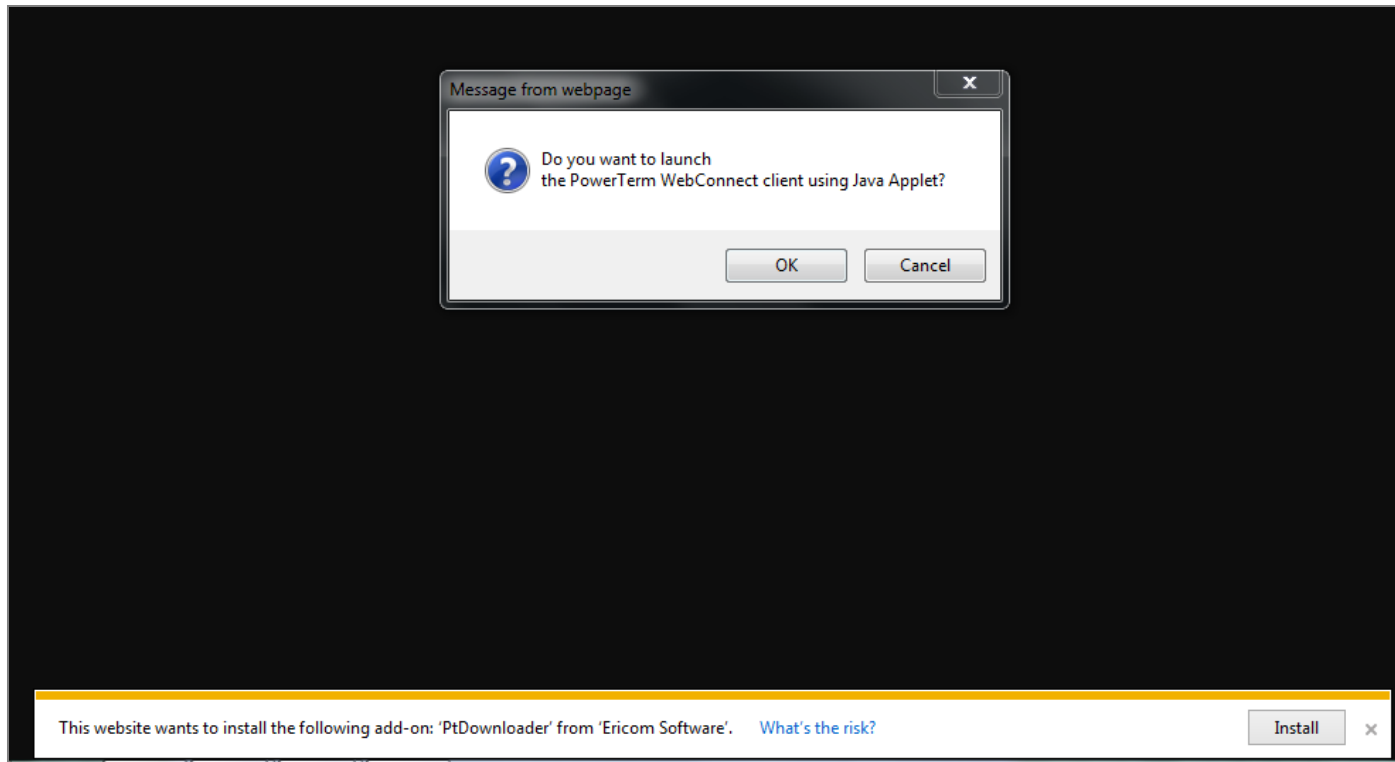 Message from webpage
x
?
Do you want to launch
the PowerTerm WebConnect client using Java Applet?
OK Cancel
This website wants to install the following add-on: 'PtDownloader' from 'Ericom Software'. What's the risk? Install ×